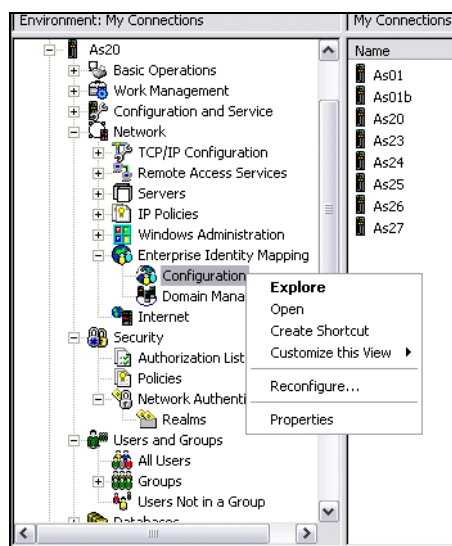 Environment: My Connections
As20
Basic Operations
Work Management
Configuration and Service
Network
TCP/IP Configuration
Remote Access Services
Servers
IP Policies
Windows Administration
Enterprise Identity Mapping
Configuration
Domain Mana
Internet
Security
Authorization List
Policies
Network Authenti
Realms
Users and Groups
All Users
Groups
Users Not in a Group
Databases
Explore
Open
Create Shortcut
Customize this View
Reconfigure...
Properties
My Connections
Name
As01
As01b
As20
As23
As24
As25
As26
As27